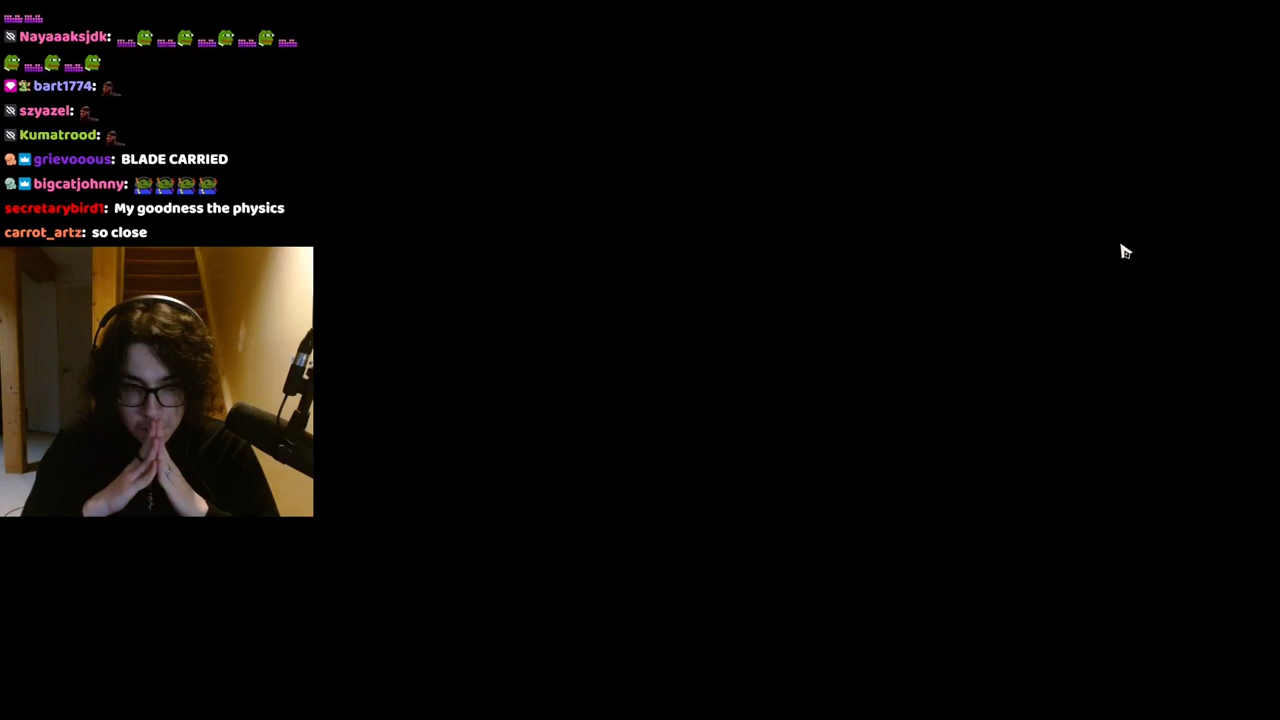 Nayaaaksjdk:
bart1774:
szyazel:
Kumatrood:
grievooous: BLADE CARRIED
bigcatjohnny:
secretarybird1: My goodness the physics
carrot_artz: so close